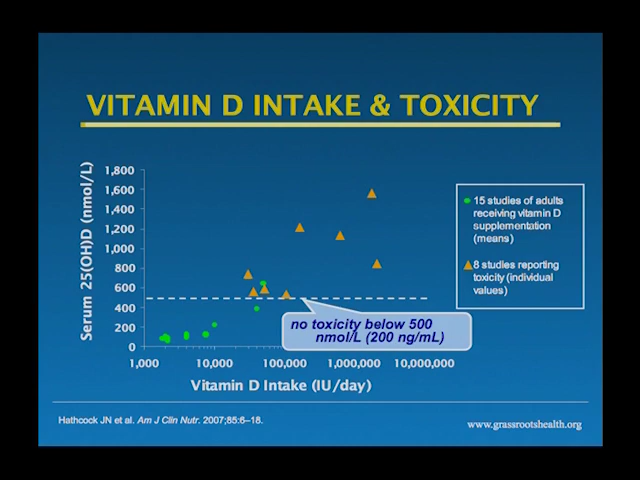 VITAMIN D INTAKE & TOXICITY
Serum 25(OH)D (nmol/L)
1,800
1,600
1,400
1,200
1,000
800
600
400
200
0
1,000
10,000
100,000
1,000,000
10,000,000
Vitamin D Intake (IU/day)
no toxicity below 500
nmol/L (200 ng/mL)
15 studies of adults
receiving vitamin D
supplementation
(means)
8 studies reporting
toxicity (individual
values)
Hathcock JN et al. Am J Clin Nutr. 2007;85:6–18.
www.grassrootshealth.org